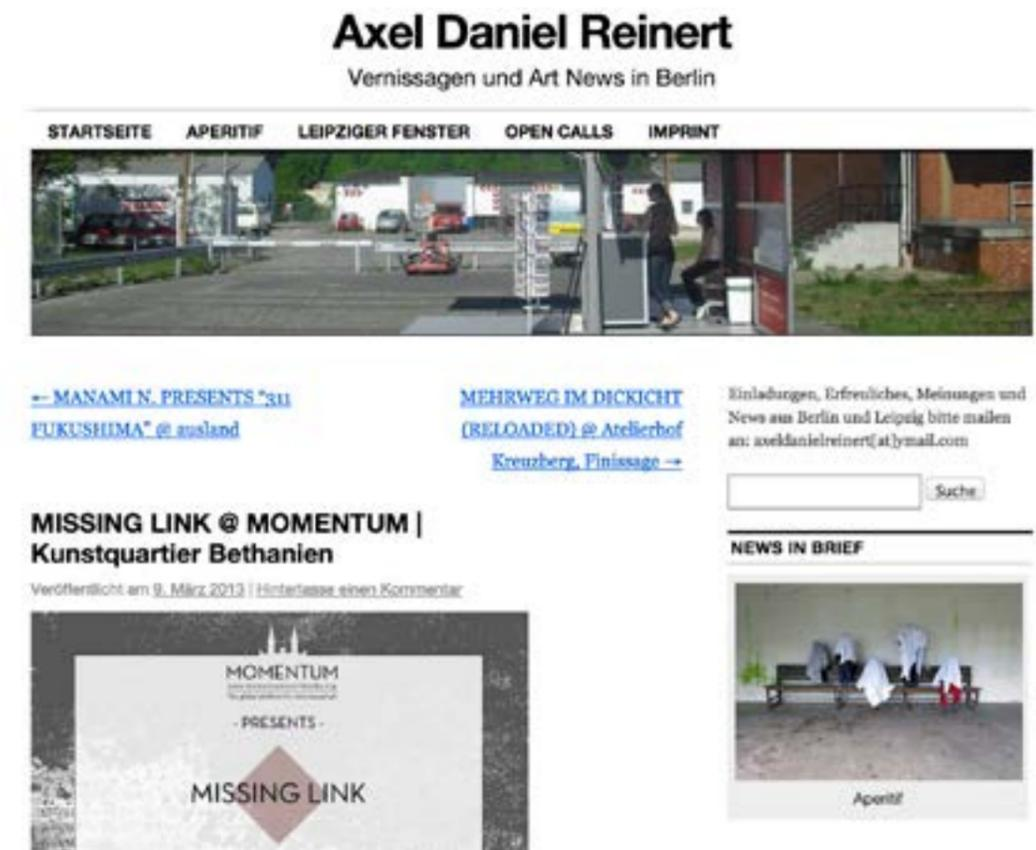 Axel Daniel Reinert
Vernissagen und Art News in Berlin
STARTSEITE APERITIF LEIPZIGER FENSTER OPEN CALLS IMPRINT
← MANAMI N. PRESENTS "311
FUKUSHIMA" @ ausland
MEHRWEG IM DICKICHT
(RELOADED) @ Atelierhof
Kreuzberg, Finissage →
Einladungen, Erfreuliches, Meinungen und
News aus Berlin und Leipzig bitte mailen
an: axeldanielreinert[at]ymail.com
Suche
MISSING LINK @ MOMENTUM |
Kunstquartier Bethanien
Veröffentlicht am 9. März 2013 | Hinterlasse einen Kommentar
NEWS IN BRIEF
MOMENTUM
- PRESENTS -
MISSING LINK
Aperitif